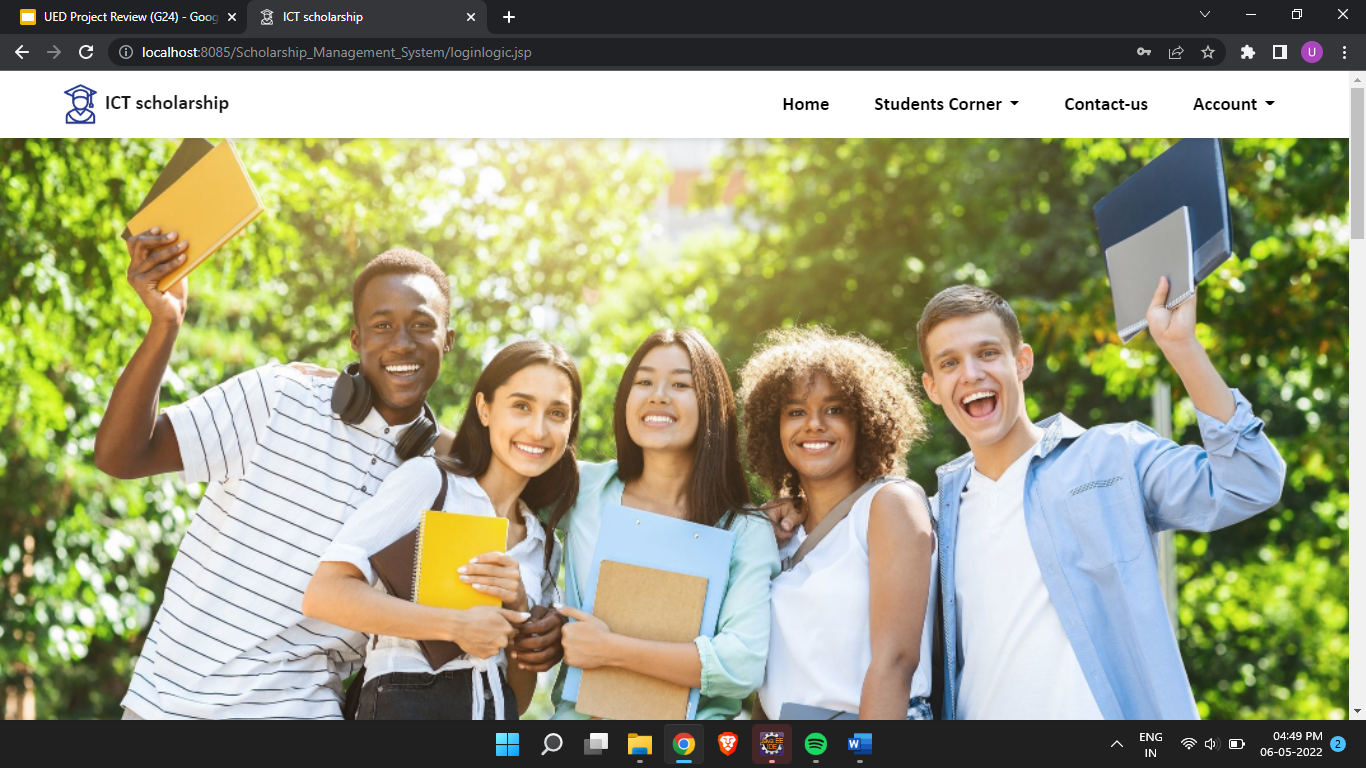 UED Project Review (G24) - Goog
ICT scholarship
localhost:8085/Scholarship_Management_System/loginlogic.jsp
U
ICT scholarship
Home
Students Corner
Contact-us
Account
ENG
IN
04:49 PM
06-05-2022
2